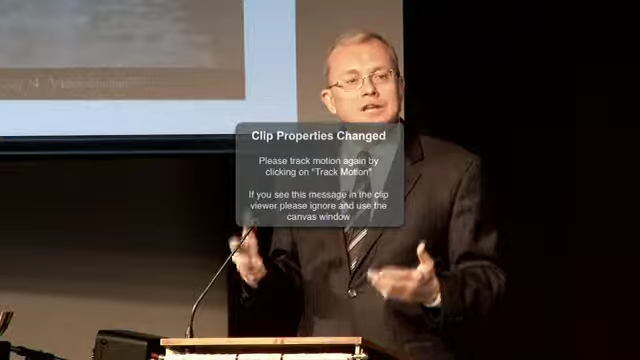 Clip Properties Changed
Please track motion again by
clicking on "Track Motion"
If you see this message in the clip
viewer please ignore and use the
canvas window